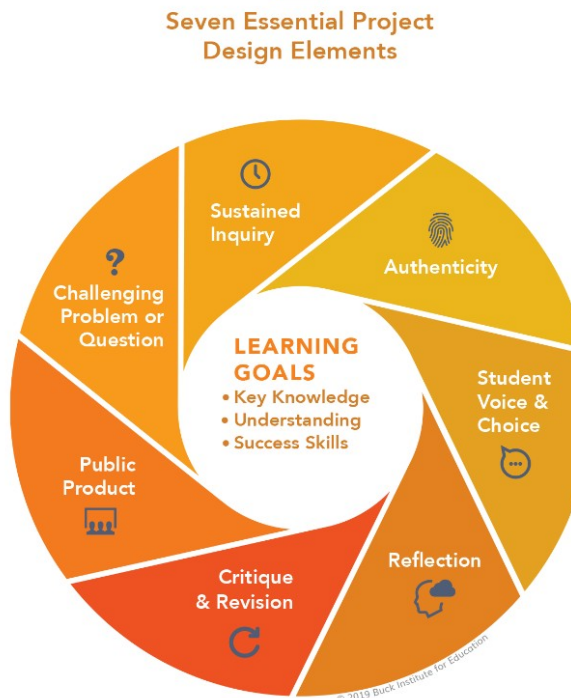 Seven Essential Project
Design Elements
Challenging
Problem or
Question
Sustained
Inquiry
Authenticity
Student
Voice &
Choice
Reflection
Critique
& Revision
Public
Product
LEARNING
GOALS
• Key Knowledge
• Understanding
• Success Skills
© 2019 Buck Institute for Education